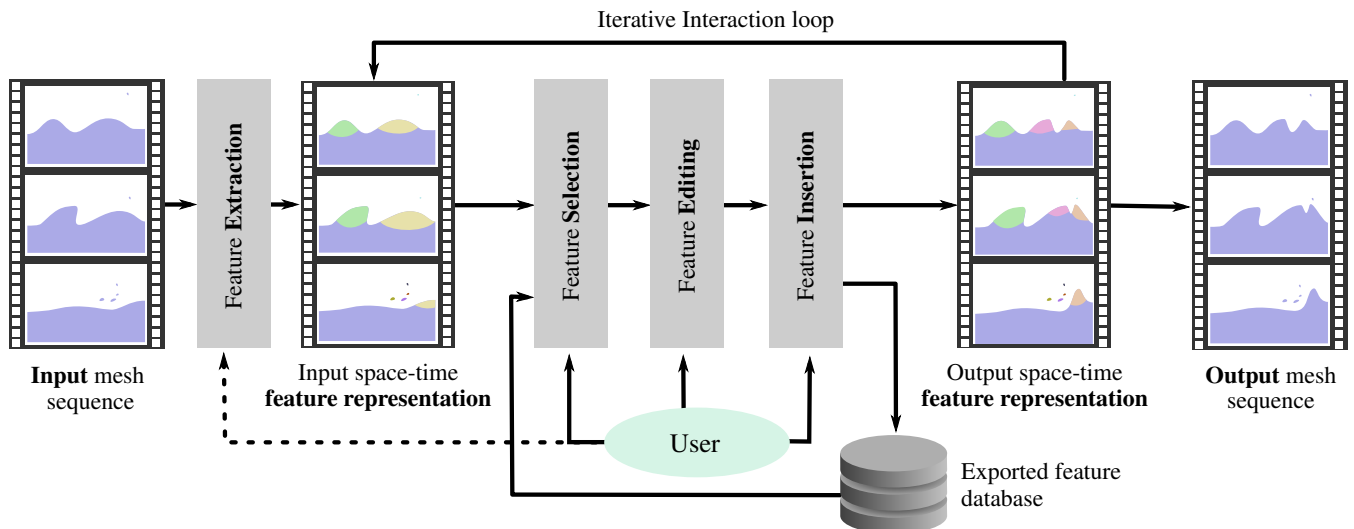 Iterative Interaction loop
Feature Extraction
Feature Selection
Feature Editing
Feature Insertion
Input mesh
sequence
Input space-time
feature representation
Output space-time
feature representation
Output mesh
sequence
User
Exported feature
database